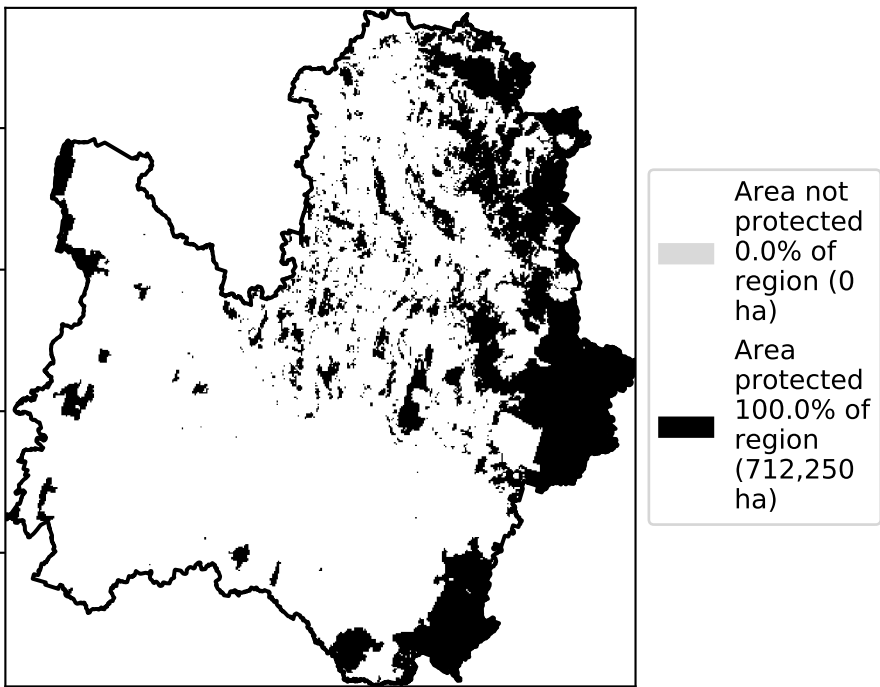 Area not
protected
0.0% of
region (0
ha)
Area
protected
100.0% of
region
(712,250
ha)